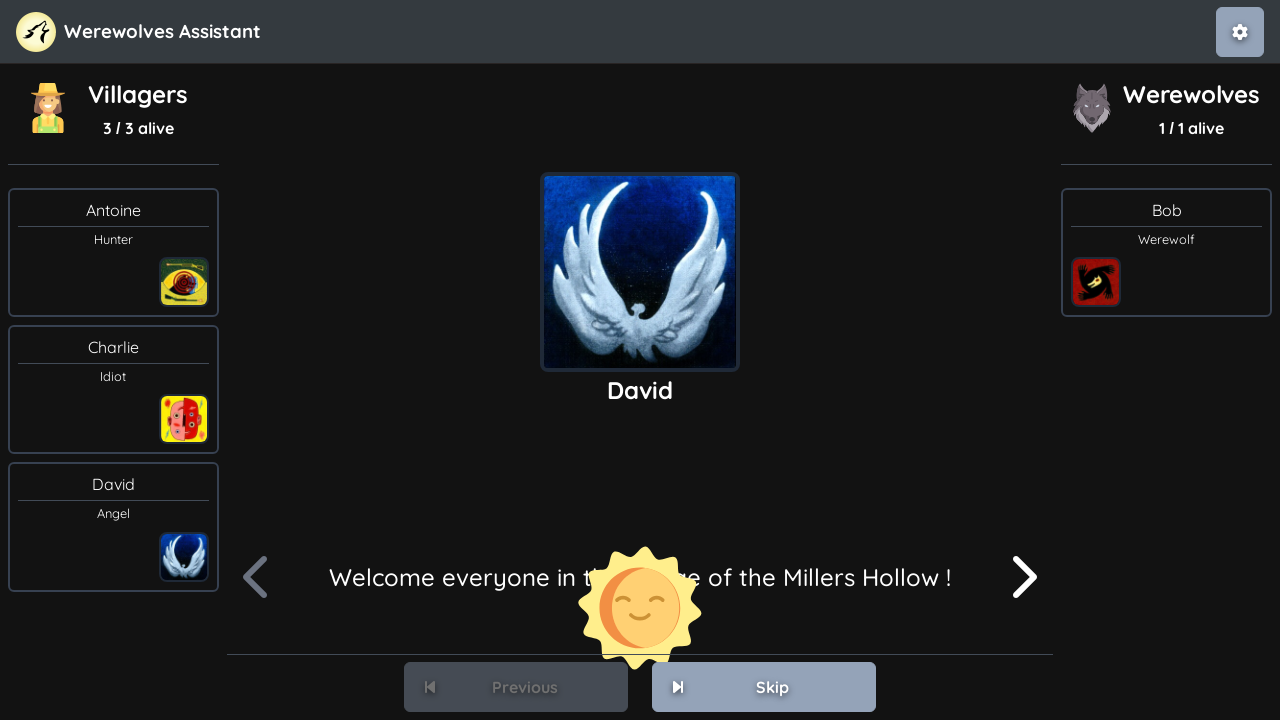 Werewolves Assistant
Villagers
3 / 3 alive
Antoine
Hunter
Charlie
Idiot
David
Angel
David
Welcome everyone in of the Millers Hollow !
Previous
Skip
Werewolves
1 / 1 alive
Bob
Werewolf